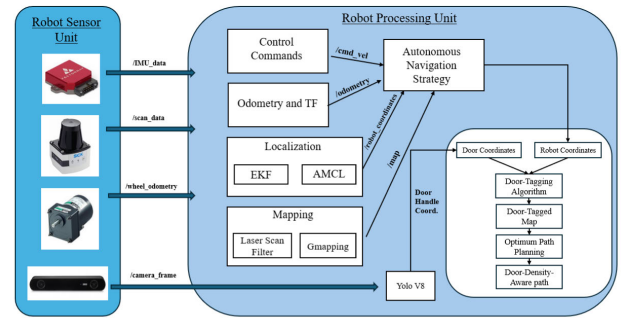 Robot Sensor
Unit
Robot Processing Unit
/IMU_data
/scan_data
/wheel_odometry
/camera_frame
Control
Commands
/cmd_vel
Autonomous
Navigation
Strategy
Odometry and TF
/odometry
Localization
EKF
AMCL
/robot_coordinates
Mapping
Laser Scan
Filter
Gmapping
/map
Door
Handle
Coord.
Yolo V8
Door Coordinates
Robot Coordinates
Door-Tagging
Algorithm
Door-Tagged
Map
Optimum Path
Planning
Door-Density-
Aware path